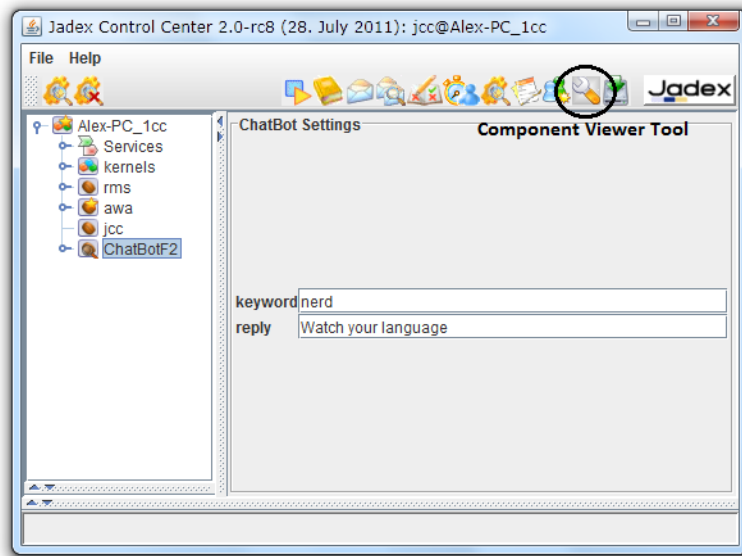 Jadex Control Center 2.0-rc8 (28. July 2011): jcc@Alex-PC_1cc
File Help
Jadex
Alex-PC_1cc
Services
kernels
rms
awa
jcc
ChatBotF2
ChatBot Settings
Component Viewer Tool
keyword nerd
reply Watch your language